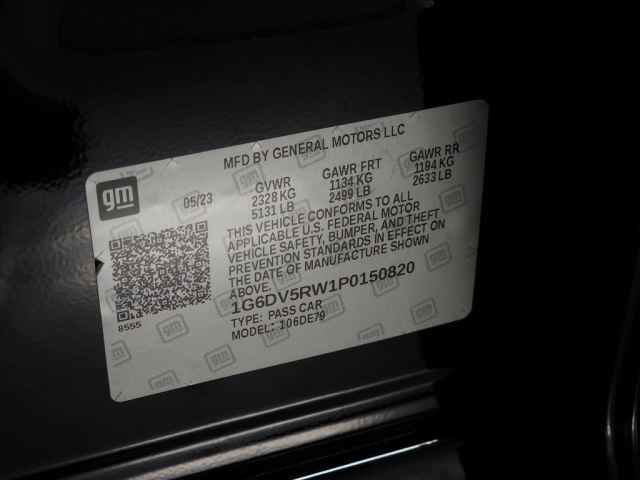 MFD BY GENERAL MOTORS LLC
gm
05/23
GVWR
2328 KG
5131 LB
GAWR FRT
1134 KG
2499 LB
GAWR RR
1194 KG
2633 LB
THIS VEHICLE CONFORMS TO ALL
APPLICABLE U.S. FEDERAL MOTOR
VEHICLE SAFETY, BUMPER, AND THEFT
PREVENTION STANDARDS IN EFFECT ON
THE DATE OF MANUFACTURE SHOWN
ABOVE.
1G6DV5RW1P0150820
TYPE: PASS CAR
MODEL: 106DE79
8555